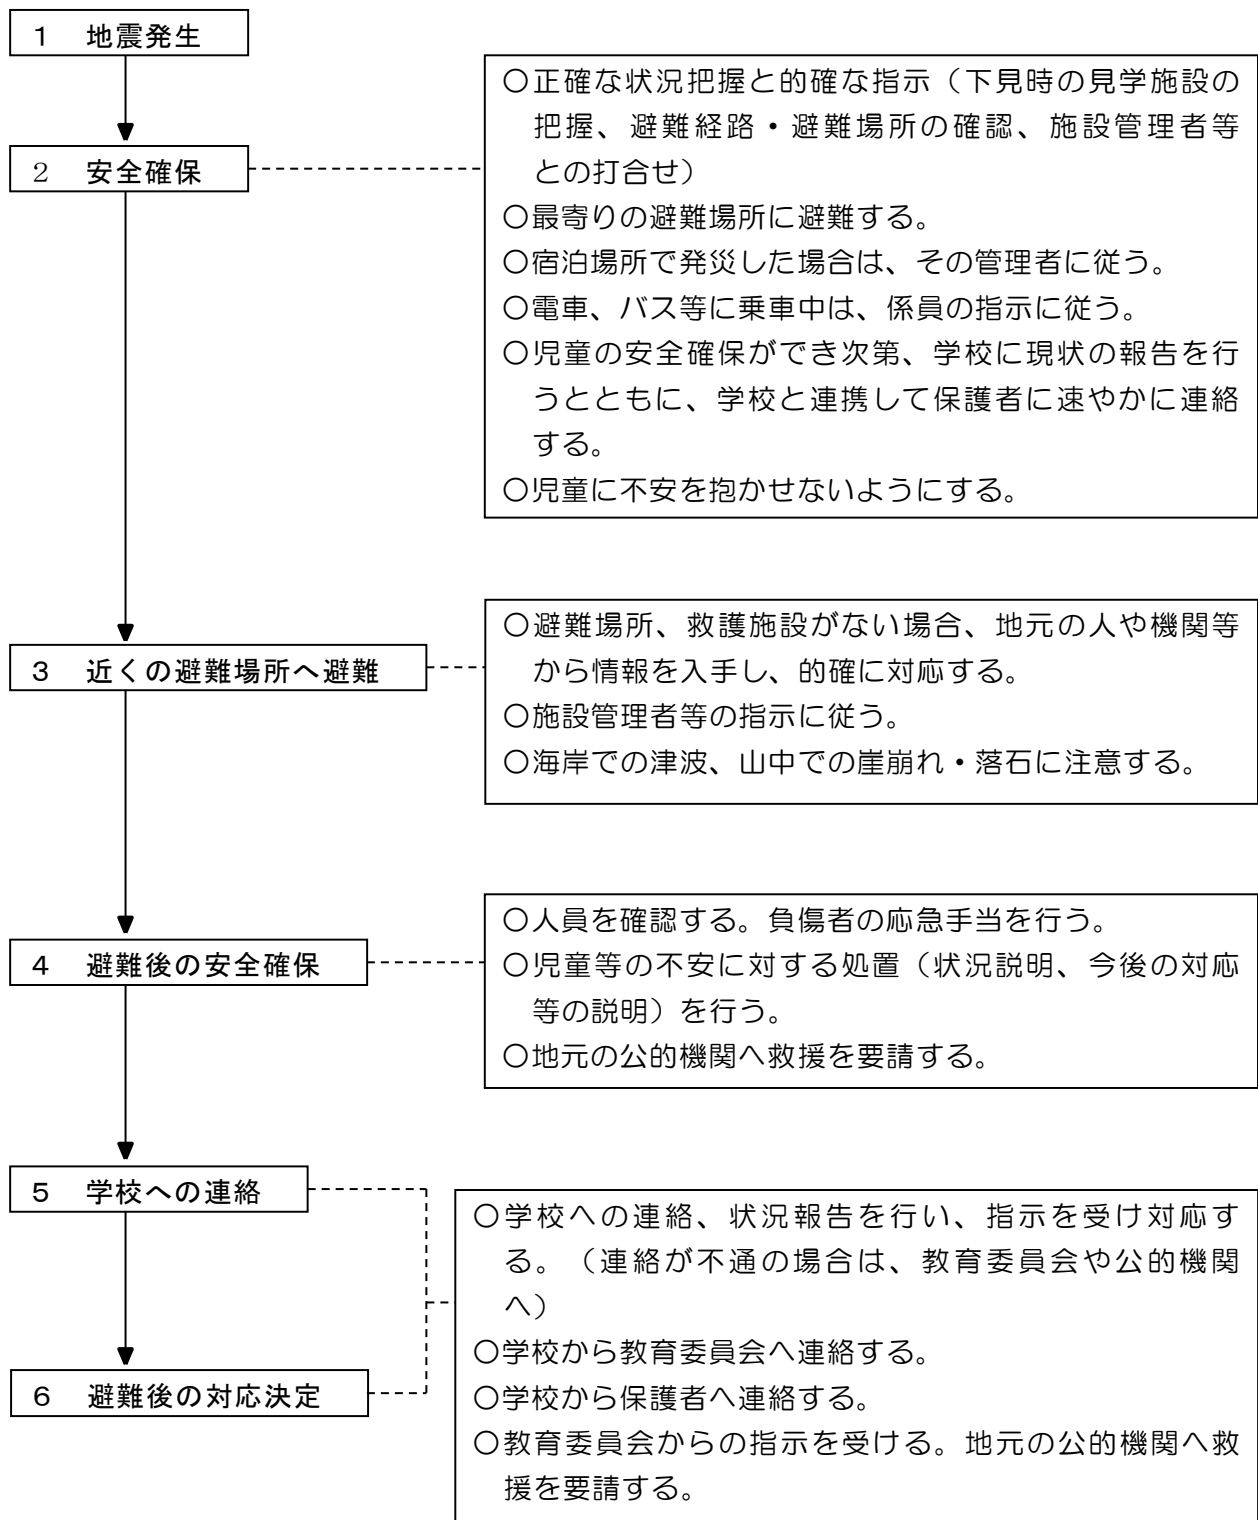 １　地震発生
２　安全確保
〇正確な状況把握と的確な指示（下見時の見学施設の
把握、避難経路・避難場所の確認、施設管理者等
との打合せ）
〇最寄りの避難場所に避難する。
〇宿泊場所で発災した場合は、その管理者に従う。
〇電車、バス等に乗車中は、係員の指示に従う。
〇児童の安全確保ができ次第、学校に現状の報告を行
うとともに、学校と連携して保護者に速やかに連絡
する。
〇児童に不安を抱かせないようにする。
３　近くの避難場所へ避難
〇避難場所、救護施設がない場合、地元の人や機関等
から情報を入手し、的確に対応する。
〇施設管理者等の指示に従う。
〇海岸での津波、山中での崖崩れ・落石に注意する。
４　避難後の安全確保
〇人員を確認する。負傷者の応急手当を行う。
〇児童等の不安に対する処置（状況説明、今後の対応
等の説明）を行う。
〇地元の公的機関へ救援を要請する。
５　学校への連絡
６　避難後の対応決定
〇学校への連絡、状況報告を行い、指示を受け対応す
る。（連絡が不通の場合は、教育委員会や公的機関
へ）
〇学校から教育委員会へ連絡する。
〇学校から保護者へ連絡する。
〇教育委員会からの指示を受ける。地元の公的機関へ救
援を要請する。